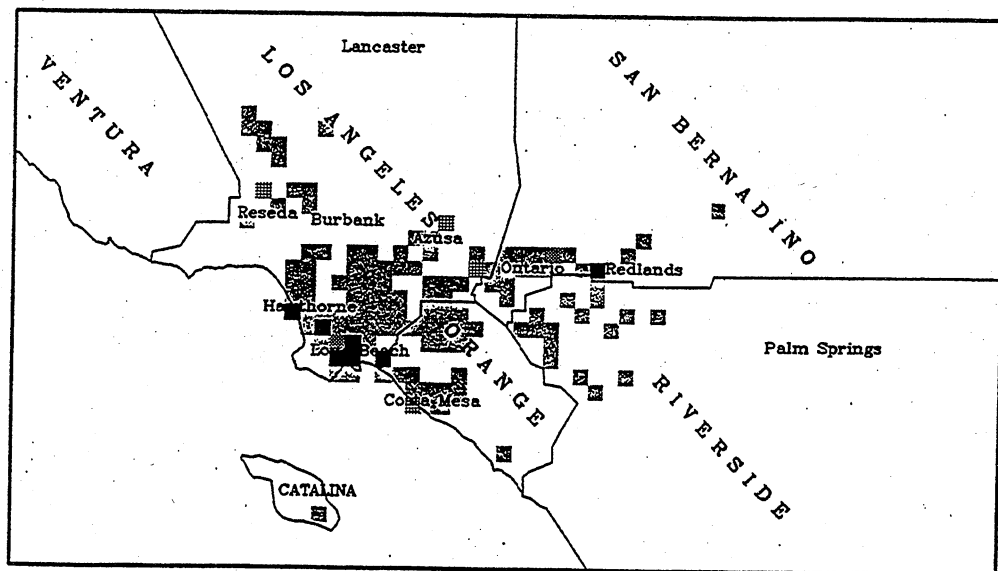 Lancaster
VENTURA
LOS ANGELES
SAN BERNADINO
Reseda
Burbank
Azusa
Ontario
Redlands
Hawthorne
Long Beach
ORANGE
Palm Springs
Costa Mesa
RIVERSIDE
CATALINA